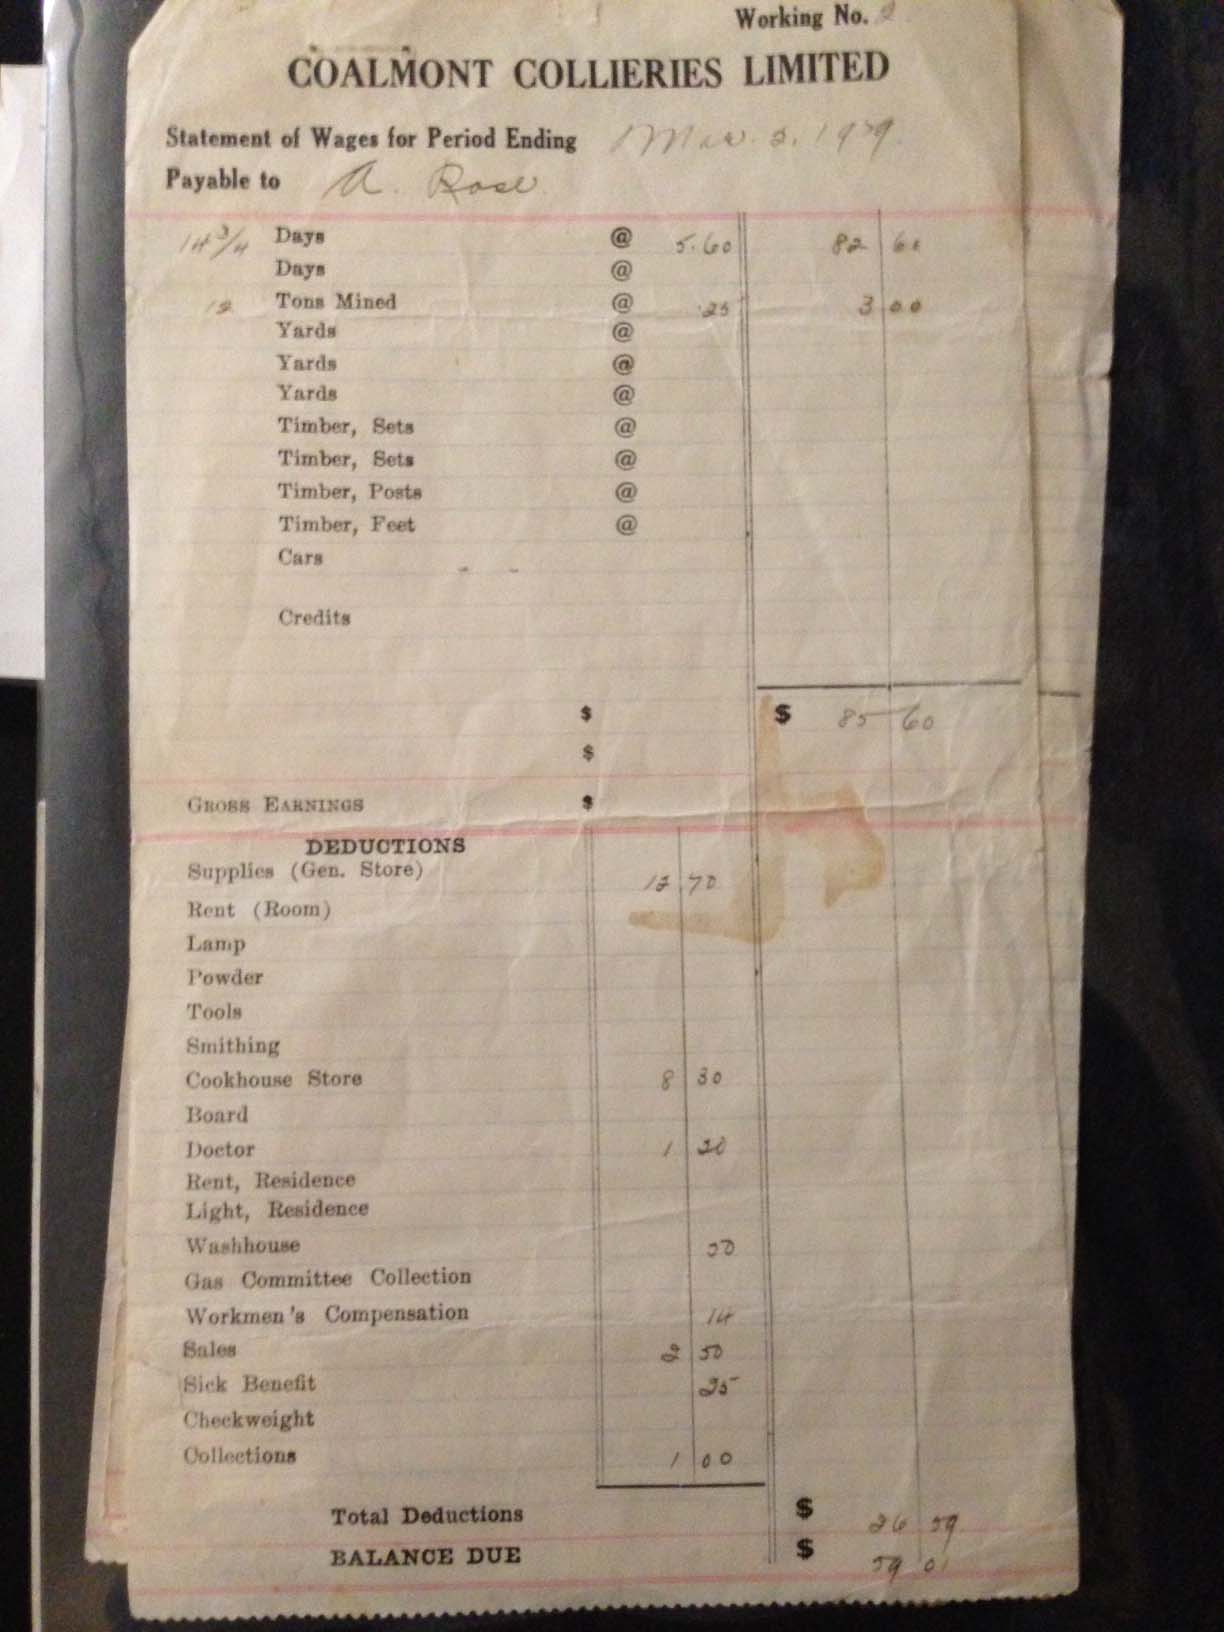 Working No. 2
COALMONT COLLIERIES LIMITED
Statement of Wages for Period Ending Mar. 2, 1939.
Payable to A. Rose
14 3/4 Days @ 5.60 82 60
Days @
12 Tons Mined @ .25 3 00
Yards @
Yards @
Yards @
Timber, Sets @
Timber, Sets @
Timber, Posts @
Timber, Feet @
Cars
Credits
$ $ 85 60
$
GROSS EARNINGS $
DEDUCTIONS
Supplies (Gen. Store) 12 70
Rent (Room)
Lamp
Powder
Tools
Smithing
Cookhouse Store 8 30
Board
Doctor 1 20
Rent, Residence
Light, Residence
Washhouse 50
Gas Committee Collection
Workmen's Compensation 14
Sales 2 50
Sick Benefit 25
Checkweight
Collections 1 00
Total Deductions $ 26 59
BALANCE DUE $ 59 01